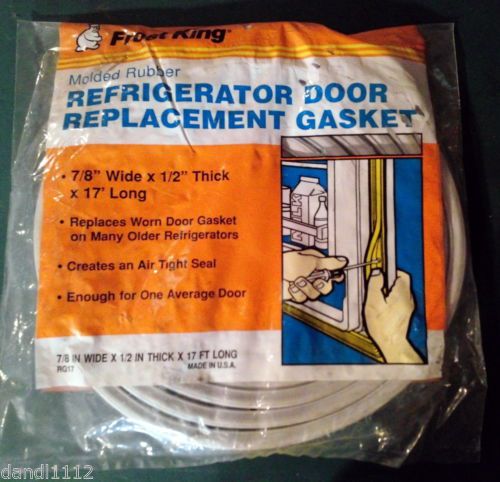 Frost King®
Molded Rubber
REFRIGERATOR DOOR
REPLACEMENT GASKET
• 7/8" Wide x 1/2" Thick
x 17' Long
• Replaces Worn Door Gasket
on Many Older Refrigerators
• Creates an Air Tight Seal
• Enough for One Average Door
MILK
7/8 IN WIDE X 1/2 IN THICK X 17 FT LONG
RG17
MADE IN U.S.A.
dandl1112